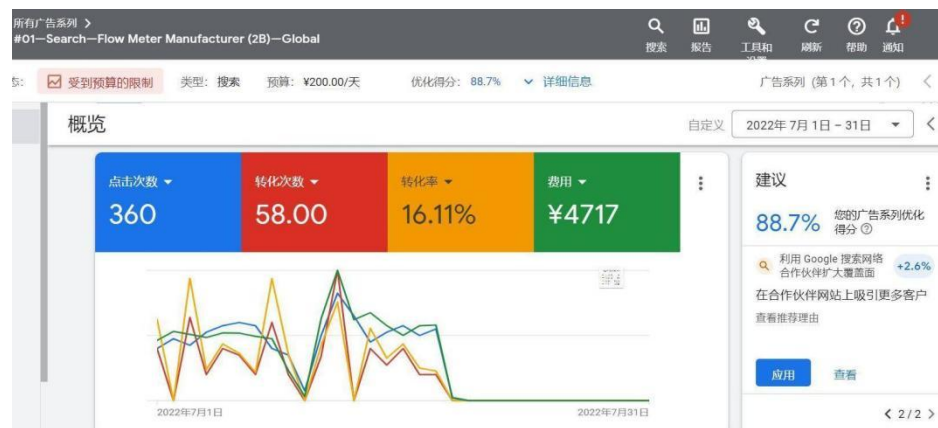 所有广告系列 >
#01—Search—Flow Meter Manufacturer (2B)—Global
搜索
报告
工具和
刷新
帮助
通知
受到预算的限制
类型: 搜索
预算: ¥200.00/天
优化得分: 88.7%
详细信息
广告系列 (第1个，共1个)
概览
自定义
2022年7月1日 – 31日
点击次数
360
转化次数
58.00
转化率
16.11%
费用
¥4717
2022年7月1日
2022年7月31日
建议
88.7%
您的广告系列优化
得分
利用 Google 搜索网络
合作伙伴扩大覆盖面
+2.6%
在合作伙伴网站上吸引更多客户
查看推荐理由
应用
查看
2 / 2